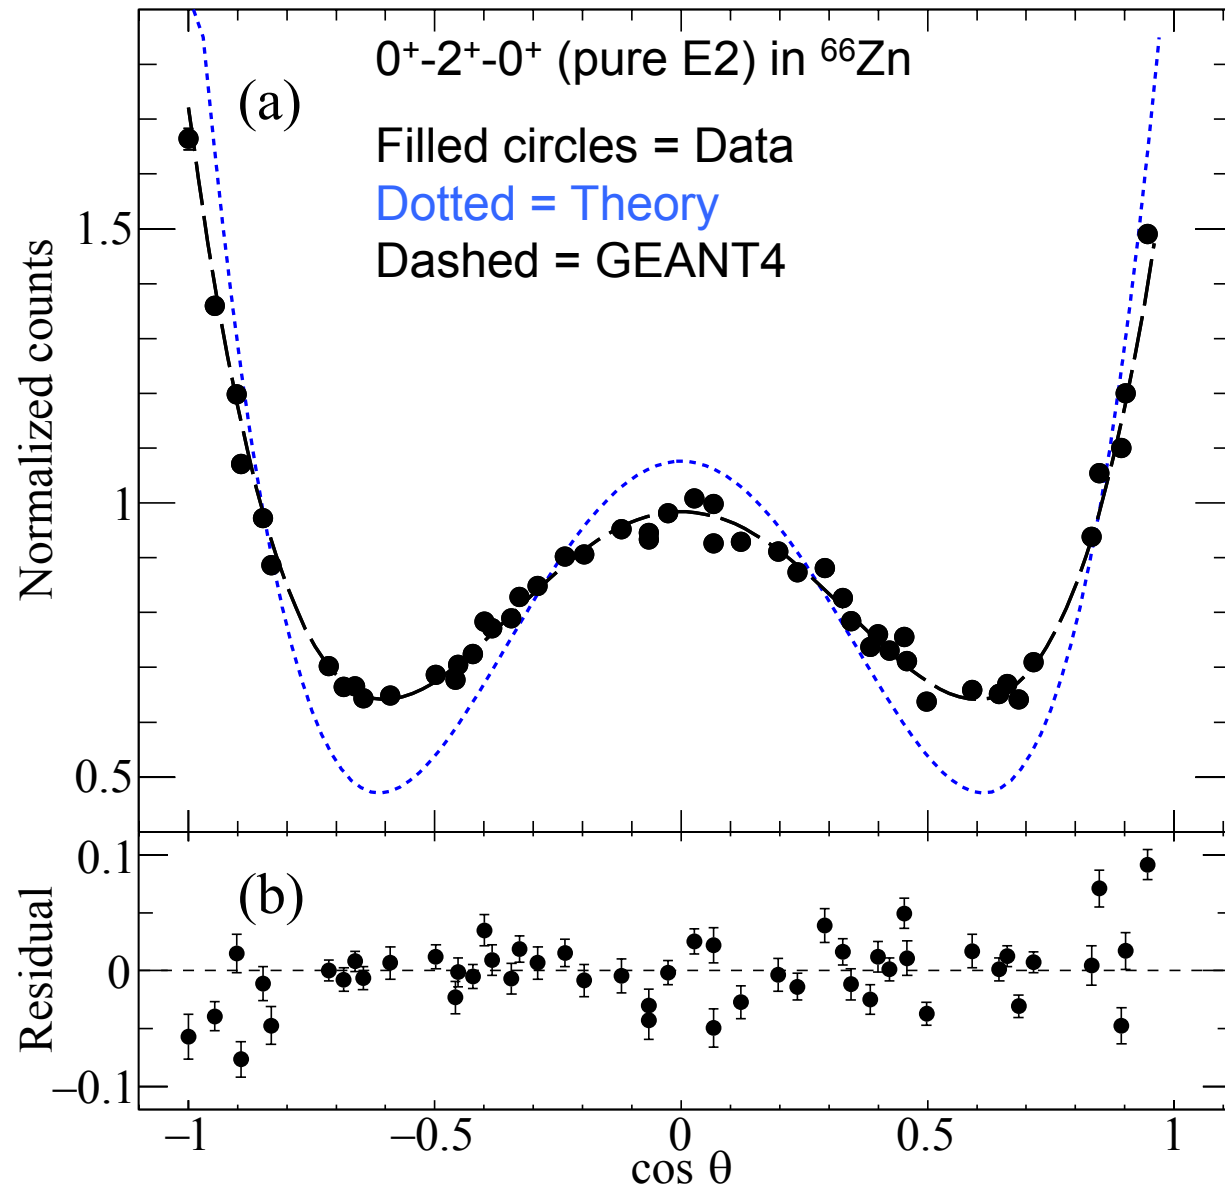 0⁺-2⁺-0⁺ (pure E2) in ⁶⁶Zn
(a)
Filled circles = Data
Dotted = Theory
Dashed = GEANT4
Normalized counts
1.5
1
0.5
(b)
Residual
0.1
0
−0.1
−1 −0.5 0 0.5 1
cos θ